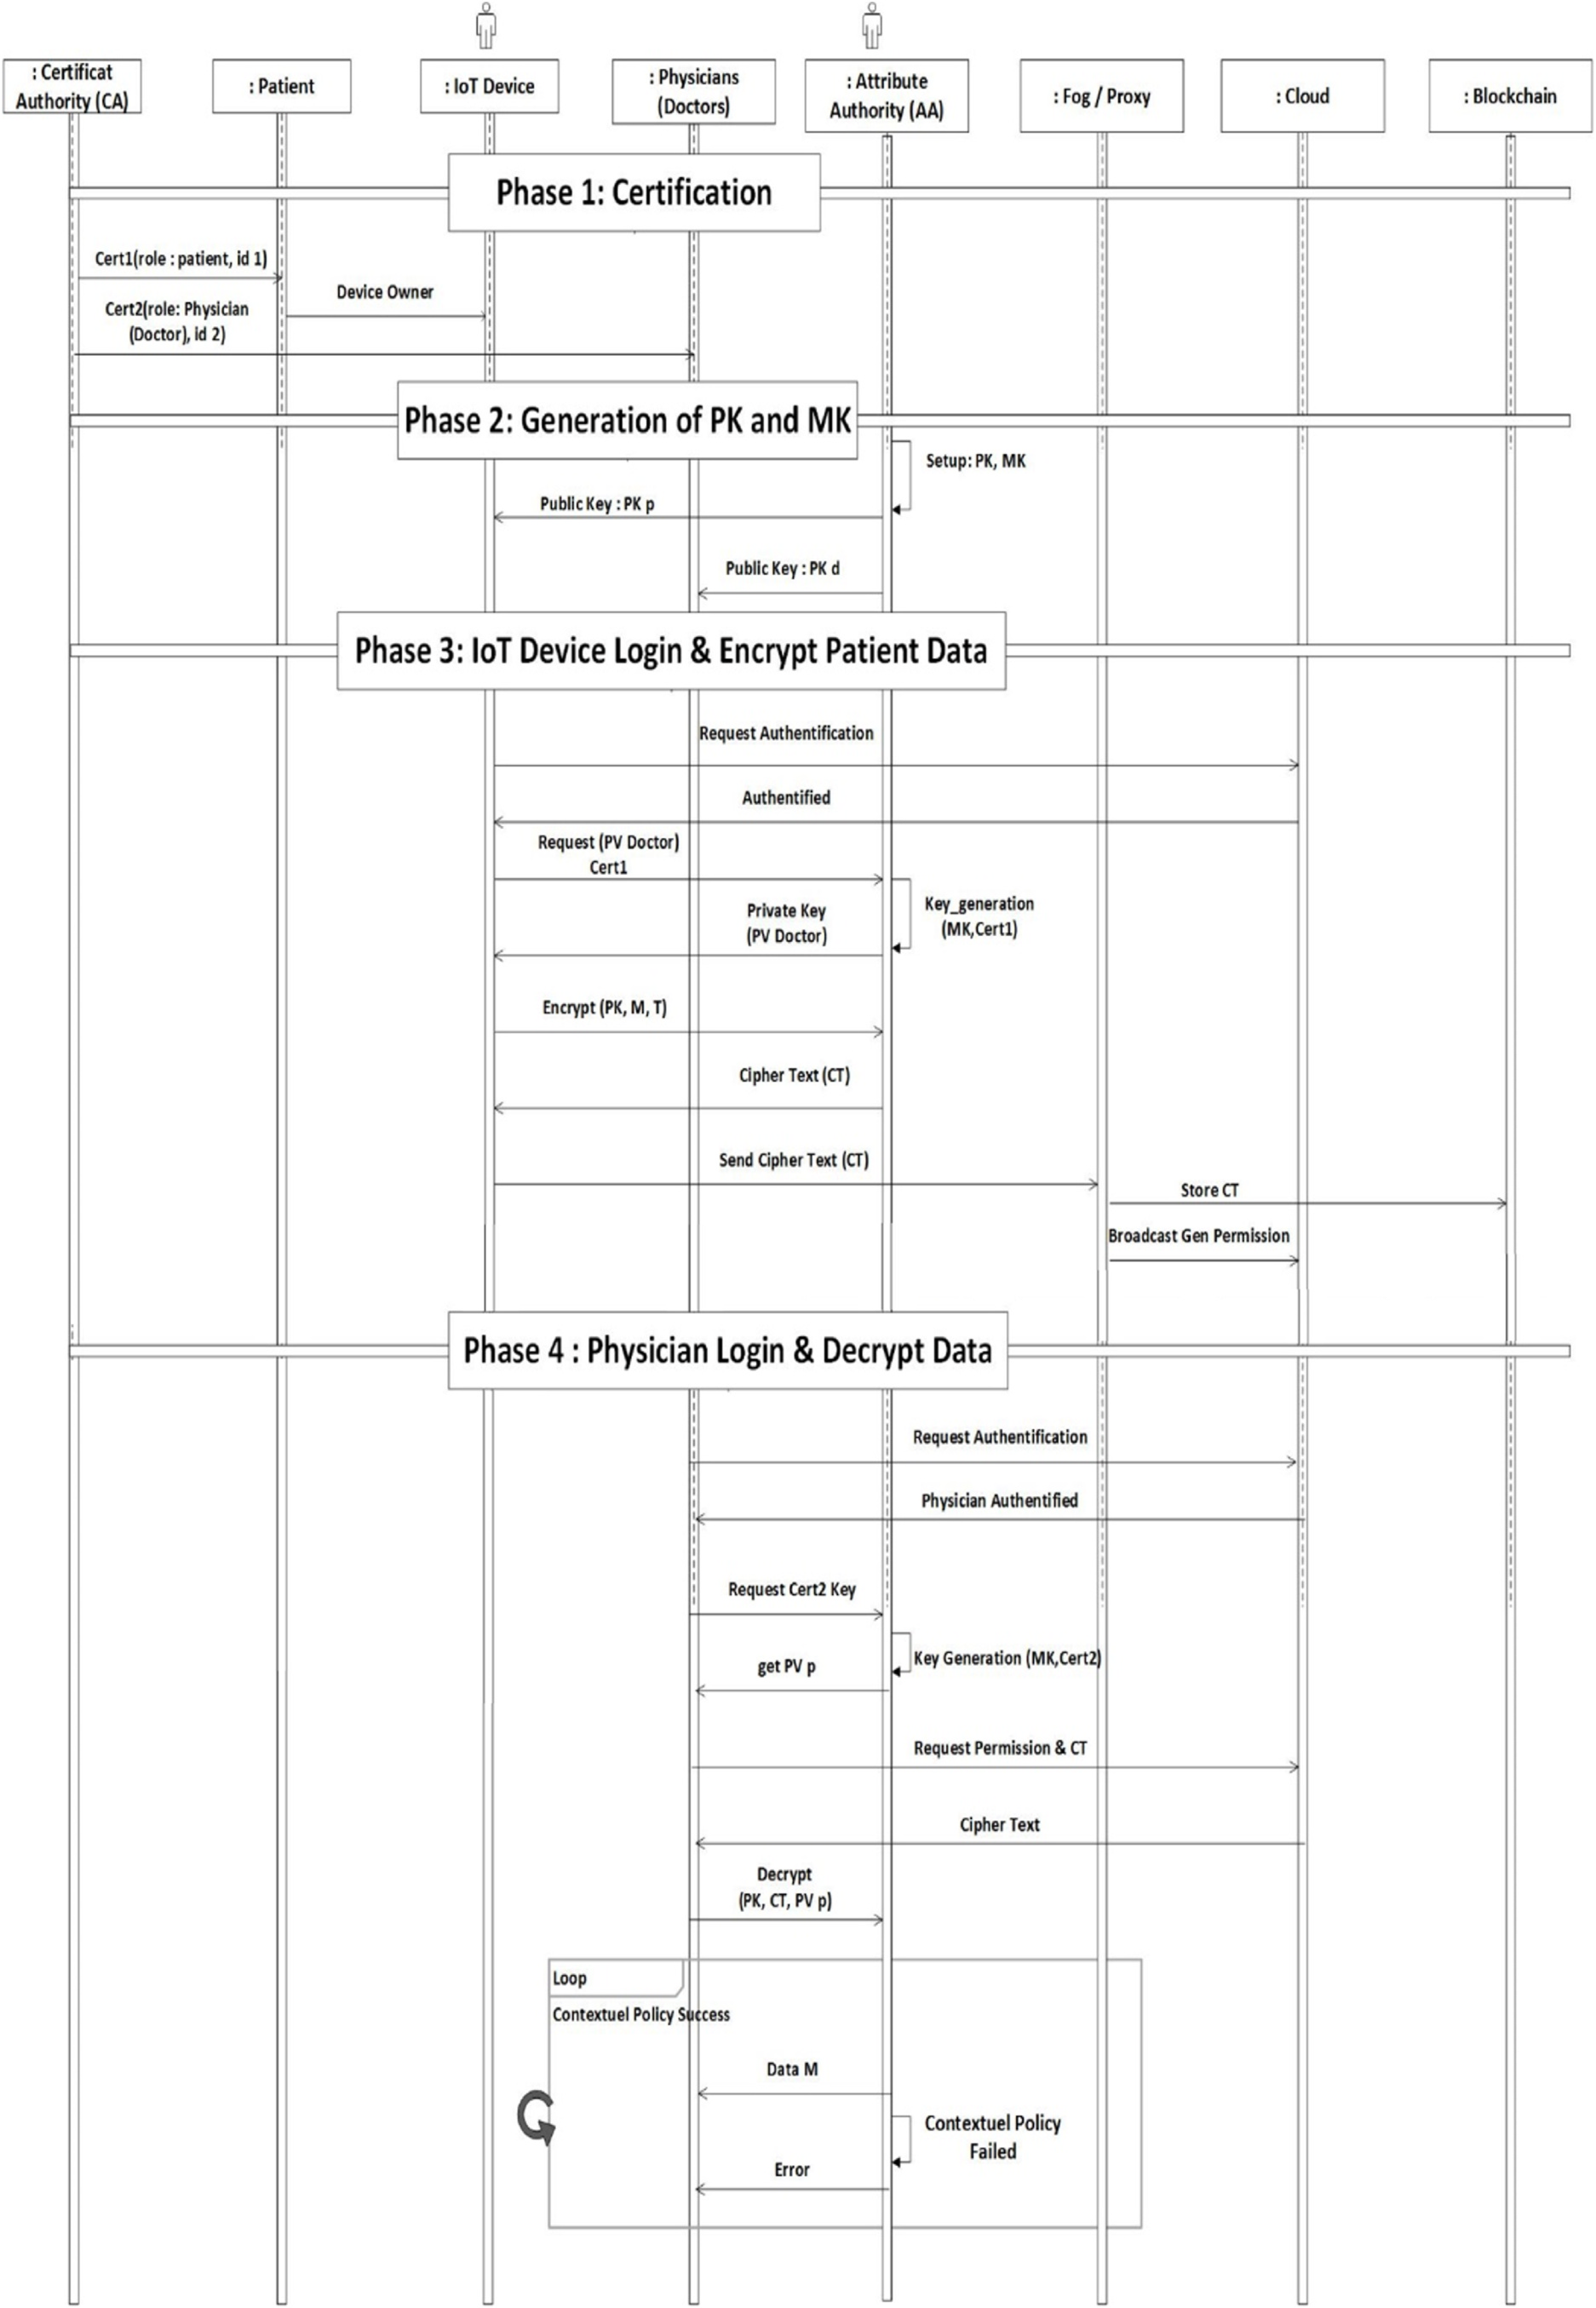 : Certificat
Authority (CA)
: Patient
: IoT Device
: Physicians
(Doctors)
: Attribute
Authority (AA)
: Fog / Proxy
: Cloud
: Blockchain
Phase 1: Certification
Cert1(role : patient, id 1)
Device Owner
Cert2(role: Physician
(Doctor), id 2)
Phase 2: Generation of PK and MK
Setup: PK, MK
Public Key : PK p
Public Key : PK d
Phase 3: IoT Device Login & Encrypt Patient Data
Request Authentification
Authentified
Request (PV Doctor)
Cert1
Key_generation
(MK,Cert1)
Private Key
(PV Doctor)
Encrypt (PK, M, T)
Cipher Text (CT)
Send Cipher Text (CT)
Store CT
Broadcast Gen Permission
Phase 4 : Physician Login & Decrypt Data
Request Authentification
Physician Authentified
Request Cert2 Key
Key Generation (MK,Cert2)
get PV p
Request Permission & CT
Cipher Text
Decrypt
(PK, CT, PV p)
Loop
Contextuel Policy Success
Data M
Contextuel Policy
Failed
Error